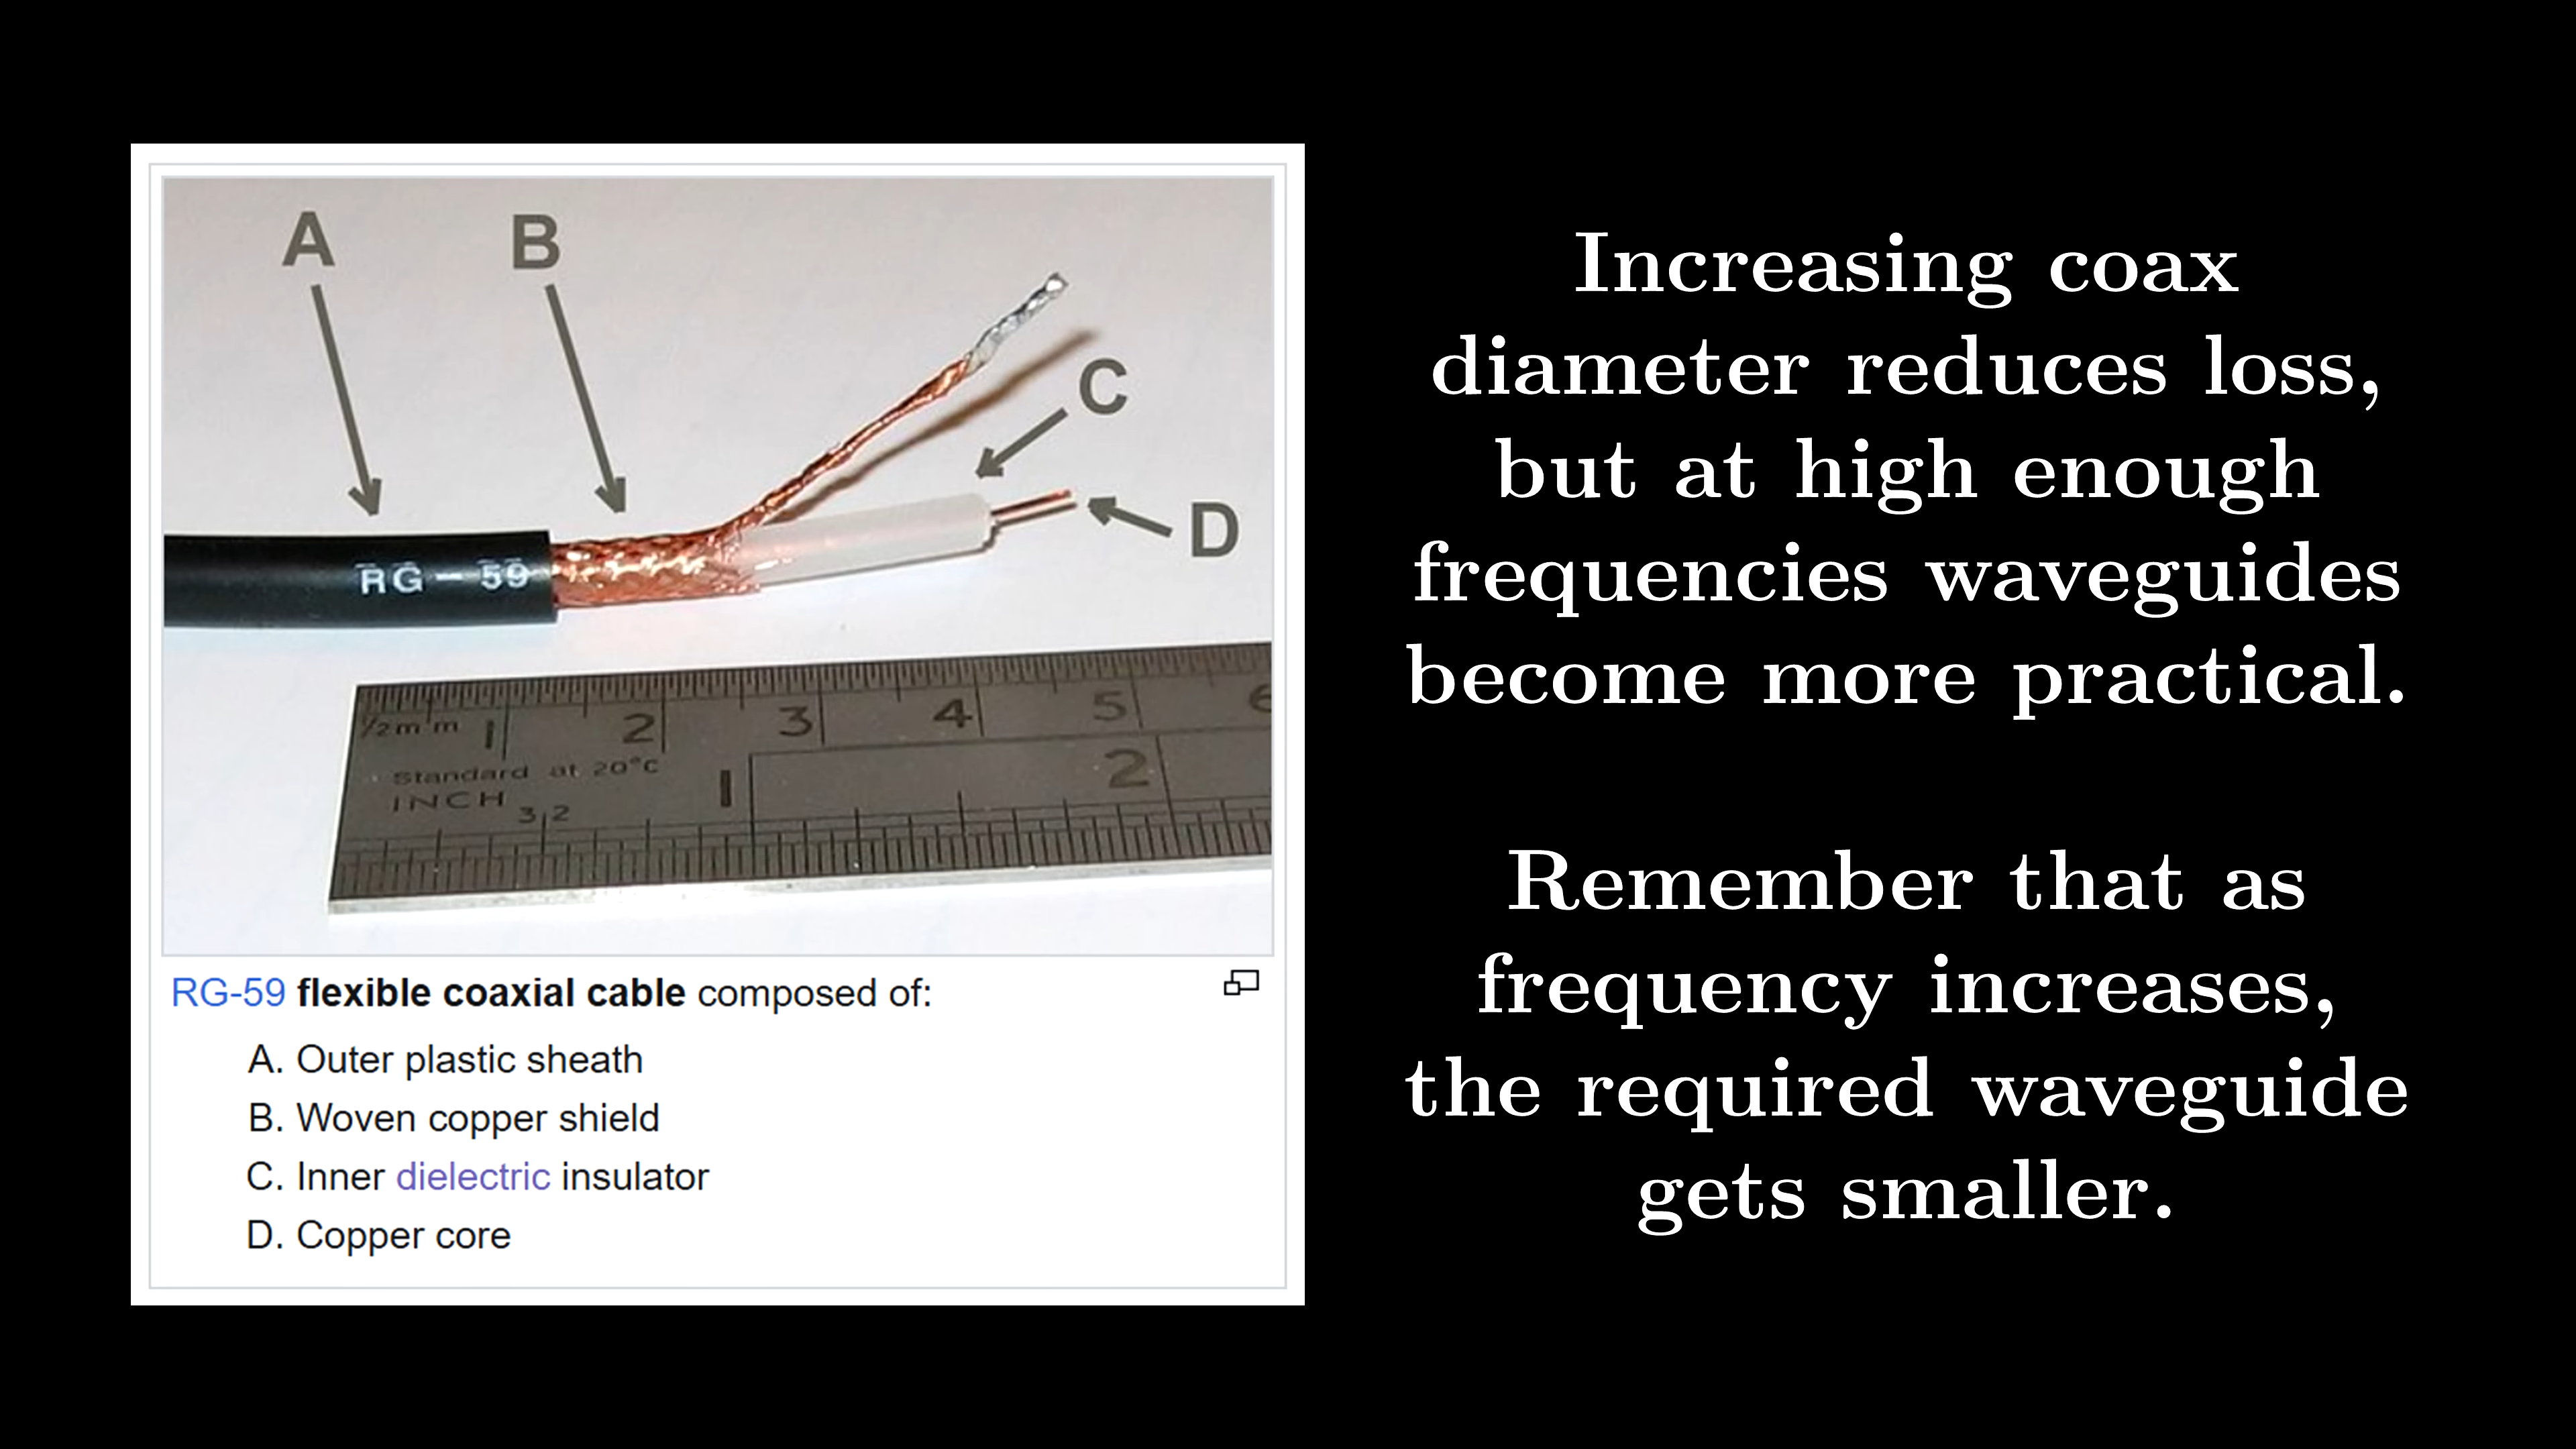 A
B
C
D
RG-59
1/2mm 1 2 3 4 5 6
Standard at 20°C
INCH 32
1 2
RG-59 flexible coaxial cable composed of:
A. Outer plastic sheath
B. Woven copper shield
C. Inner dielectric insulator
D. Copper core
Increasing coax
diameter reduces loss,
but at high enough
frequencies waveguides
become more practical.
Remember that as
frequency increases,
the required waveguide
gets smaller.